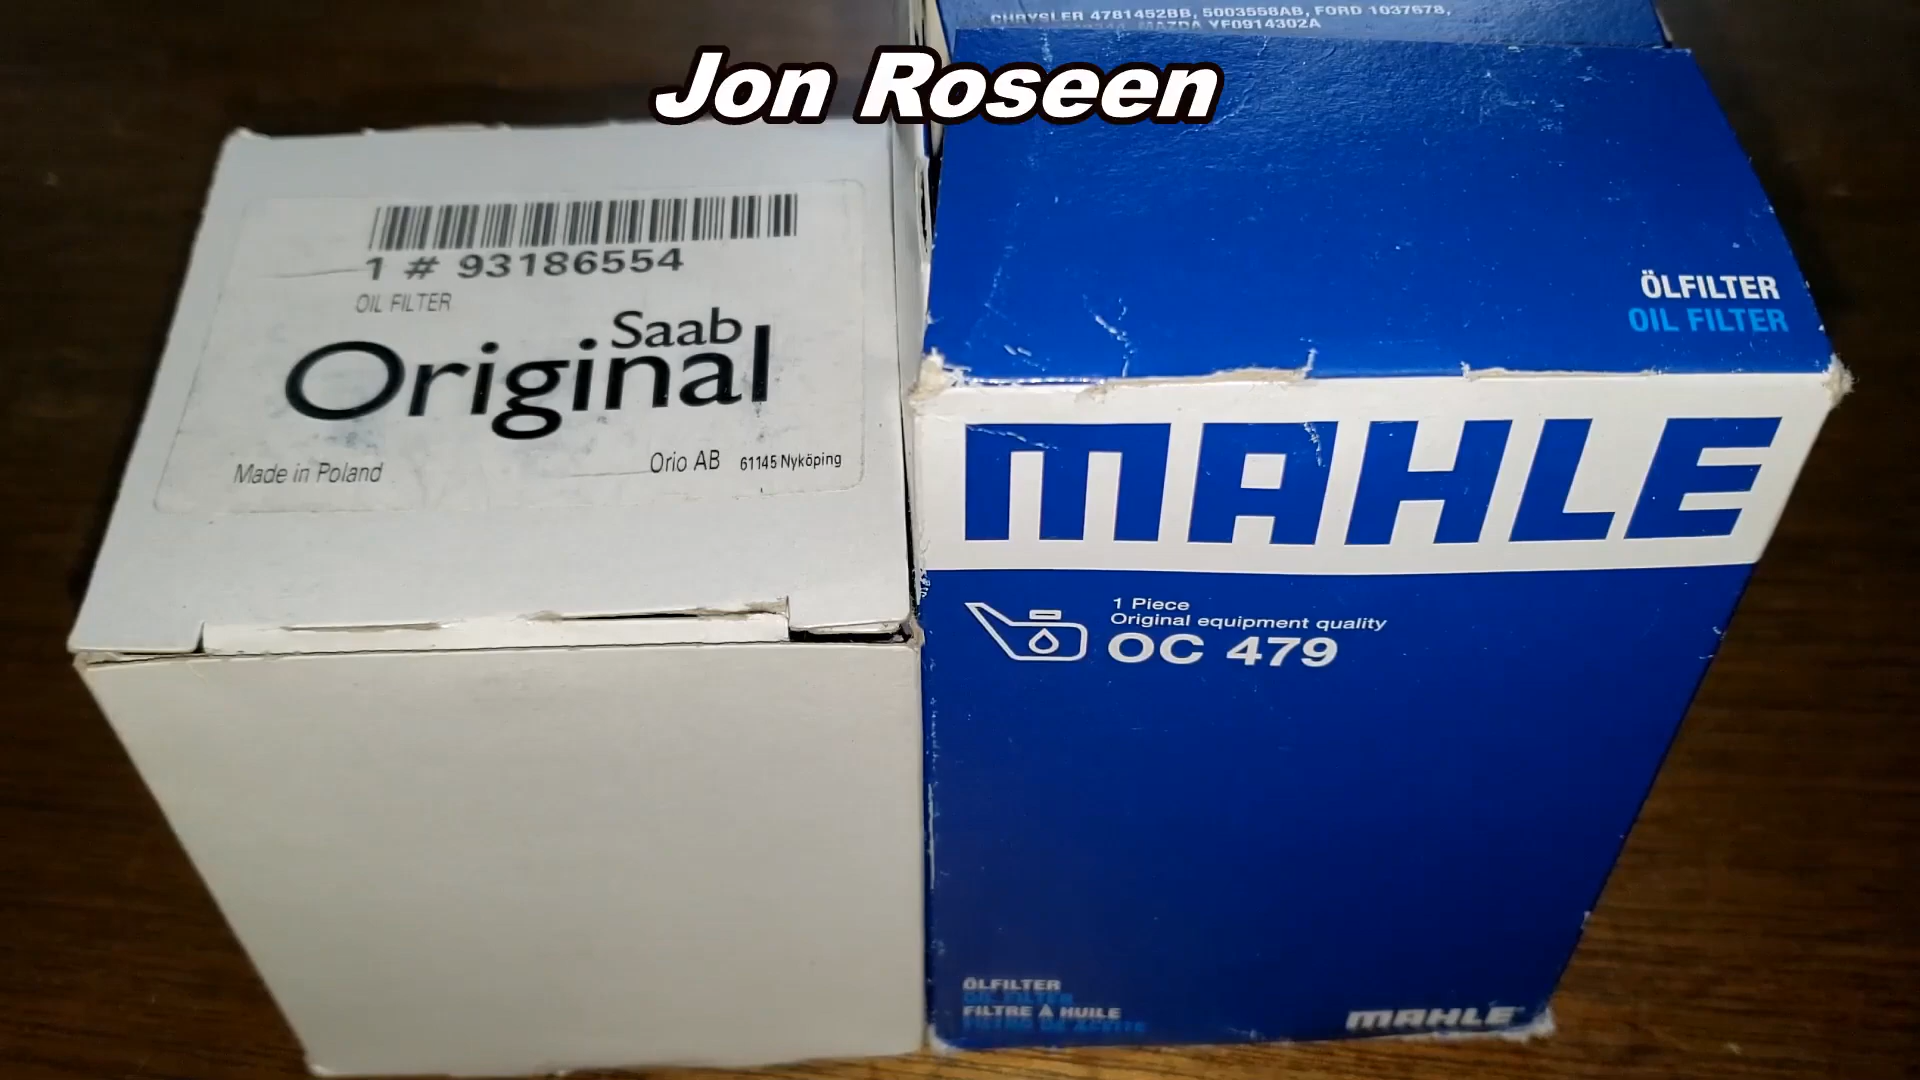 CHRYSLER 4781452BB, 5003558AB, FORD 1037678,
MAZDA YF0914302A
Jon Roseen
1 # 93186554
OIL FILTER
Saab
Original
Made in Poland
Orio AB 61145 Nyköping
ÖLFILTER
OIL FILTER
MAHLE
1 Piece
Original equipment quality
OC 479
ÖLFILTER
OIL FILTER
FILTRE À HUILE
FILTRO DE ACEITE
MAHLE